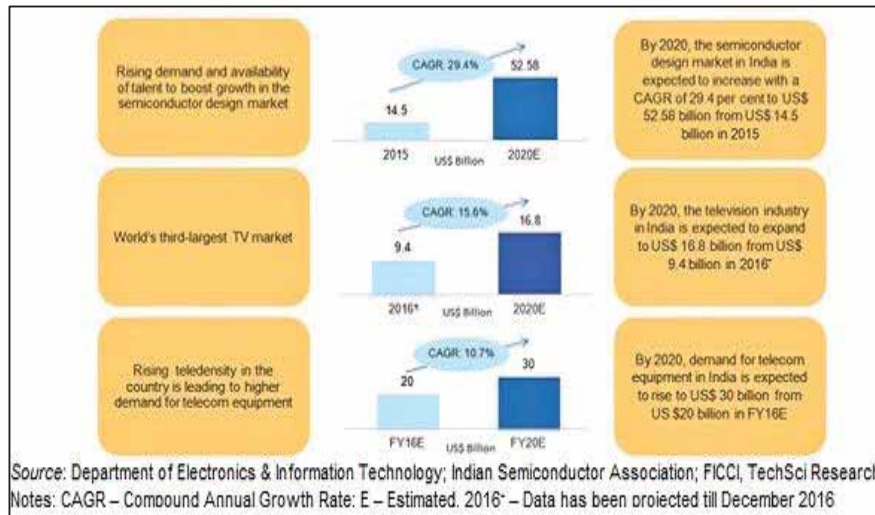 Rising demand and availability
of talent to boost growth in the
semiconductor design market
CAGR: 29.4%
52.58
14.5
2015
US$ Billion
2020E
By 2020, the semiconductor
design market in India is
expected to increase with a
CAGR of 29.4 per cent to US$
52.58 billion from US$ 14.5
billion in 2015
World's third-largest TV market
CAGR: 15.6%
16.8
9.4
2016*
US$ Billion
2020E
By 2020, the television industry
in India is expected to expand
to US$ 16.8 billion from US$
9.4 billion in 2016*
Rising teledensity in the
country is leading to higher
demand for telecom equipment
CAGR: 10.7%
30
20
FY16E
US$ Billion
FY20E
By 2020, demand for telecom
equipment in India is expected
to rise to US$ 30 billion from
US $20 billion in FY16E
Source: Department of Electronics & Information Technology; Indian Semiconductor Association; FICCI, TechSci Research
Notes: CAGR – Compound Annual Growth Rate: E – Estimated. 2016* – Data has been projected till December 2016